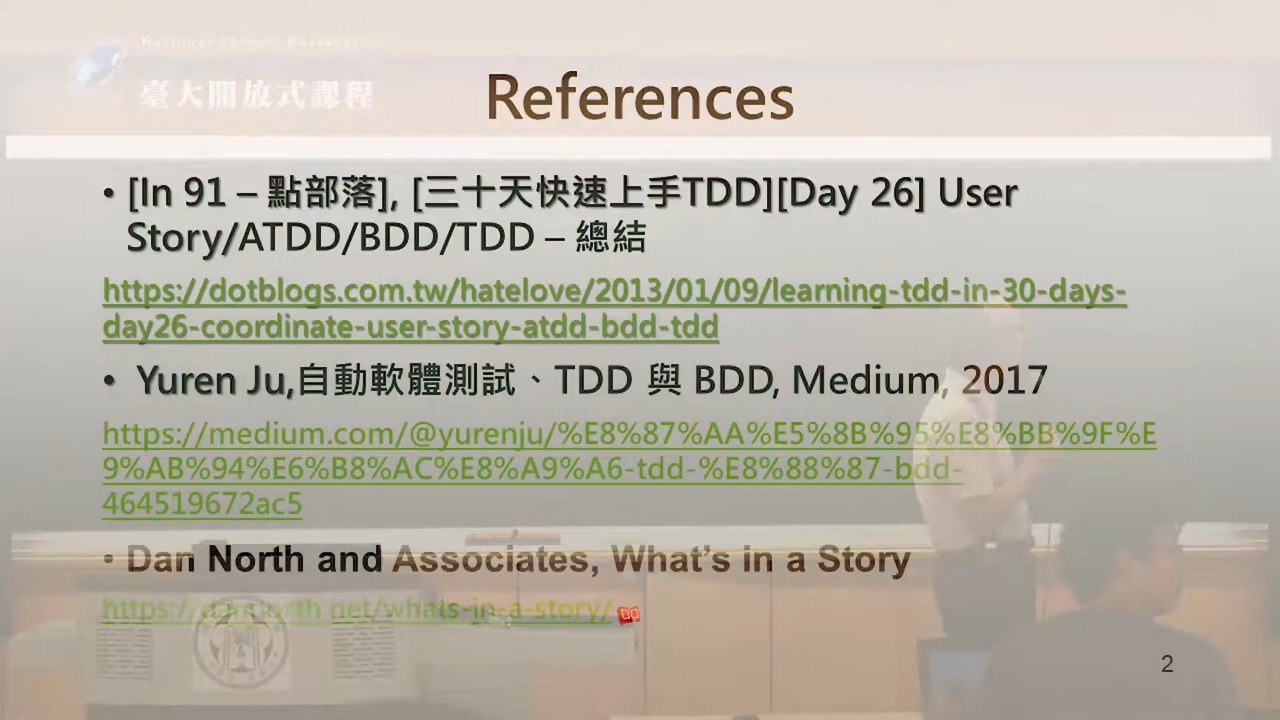 臺大開放式課程
References
• [In 91 – 點部落], [三十天快速上手TDD][Day 26] User
Story/ATDD/BDD/TDD – 總結
https://dotblogs.com.tw/hatelove/2013/01/09/learning-tdd-in-30-days-
day26-coordinate-user-story-atdd-bdd-tdd
• Yuren Ju,自動軟體測試、TDD 與 BDD, Medium, 2017
https://medium.com/@yurenju/%E8%87%AA%E5%8B%95%E8%BB%9F%E
9%AB%94%E6%B8%AC%E8%A9%A6-tdd-%E8%88%87-bdd-
464519672ac5
• Dan North and Associates, What’s in a Story
https://dannorth.net/whats-in-a-story/
2